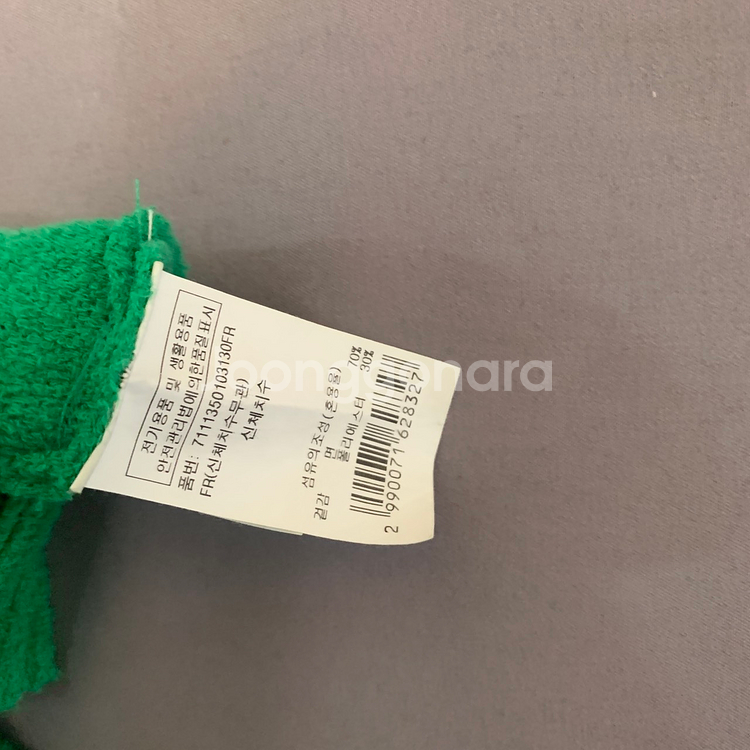 전기용품 및 생활용품
안전관리법에 의한품질표시
품번: 7111350103130FR
FR(신체치수무관)
신체치수
섬유의조성(혼용율)
겉감 면 70%
폴리에스터 30%
2 990071 628327
joonggonara